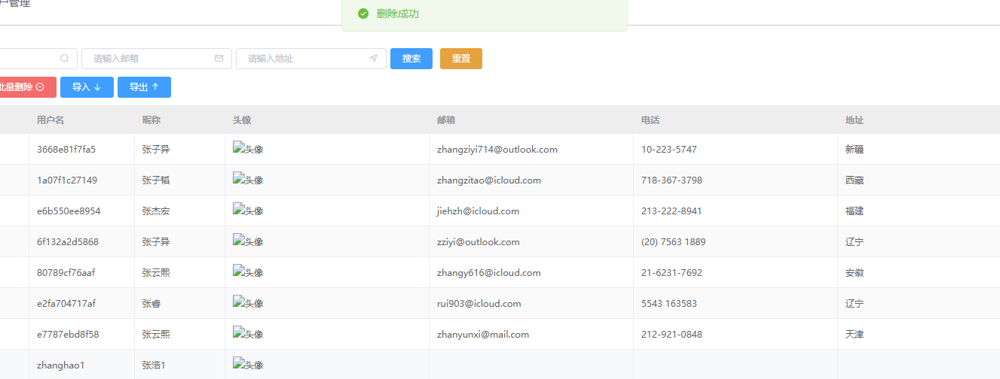 户管理
删除成功
请输入邮箱 请输入地址 搜索 重置
批量删除 导入 导出
用户名 昵称 头像 邮箱 电话 地址
3668e81f7fa5 张子异 头像 zhangziyi714@outlook.com 10-223-5747 新疆
1a07f1c27149 张子韬 头像 zhangzitao@icloud.com 718-367-3798 西藏
e6b550ee8954 张杰宏 头像 jiehzh@icloud.com 213-222-8941 福建
6f132a2d5868 张子异 头像 zziyi@outlook.com (20) 7563 1889 辽宁
80789cf76aaf 张云熙 头像 zhangy616@icloud.com 21-6231-7692 安徽
e2fa704717af 张睿 头像 rui903@icloud.com 5543 163583 辽宁
e7787ebd8f58 张云熙 头像 zhanyunxi@mail.com 212-921-0848 天津
zhanghao1 张浩1 头像